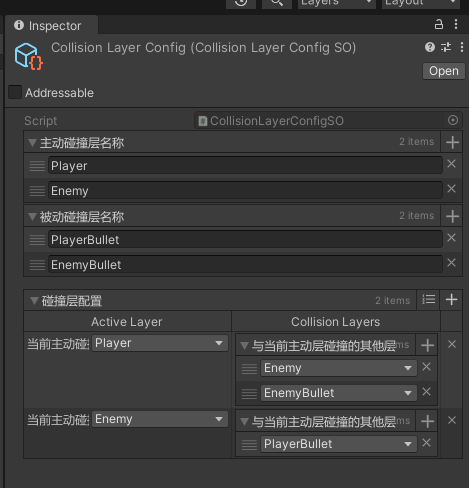 Layers
Layout
Inspector
Collision Layer Config (Collision Layer Config SO)
Open
Addressable
Script
CollisionLayerConfigSO
主动碰撞层名称
2 items
Player
Enemy
被动碰撞层名称
2 items
PlayerBullet
EnemyBullet
碰撞层配置
2 items
Active Layer
Collision Layers
当前主动碰
Player
与当前主动层碰撞的其他层
Enemy
EnemyBullet
当前主动碰
Enemy
与当前主动层碰撞的其他层
PlayerBullet